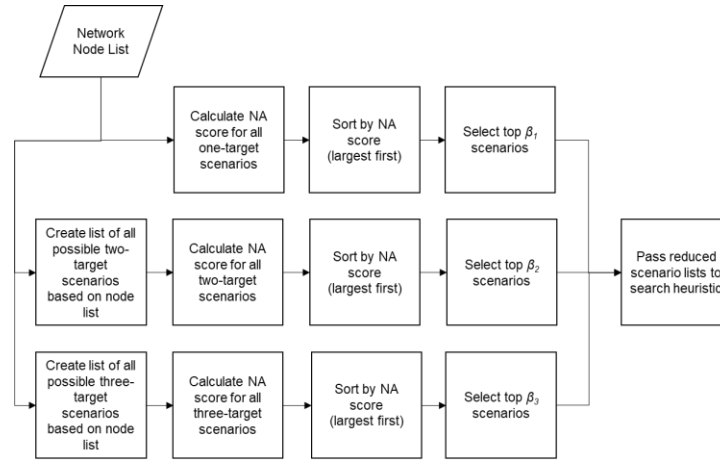 Network
Node List
Calculate NA
score for all
one-target
scenarios
Sort by NA
score
(largest first)
Select top β1
scenarios
Create list of all
possible two-
target
scenarios
based on node
list
Calculate NA
score for all
two-target
scenarios
Sort by NA
score
(largest first)
Select top β2
scenarios
Pass reduced
scenario lists to
search heuristic
Create list of all
possible three-
target
scenarios
based on node
list
Calculate NA
score for all
three-target
scenarios
Sort by NA
score
(largest first)
Select top β3
scenarios